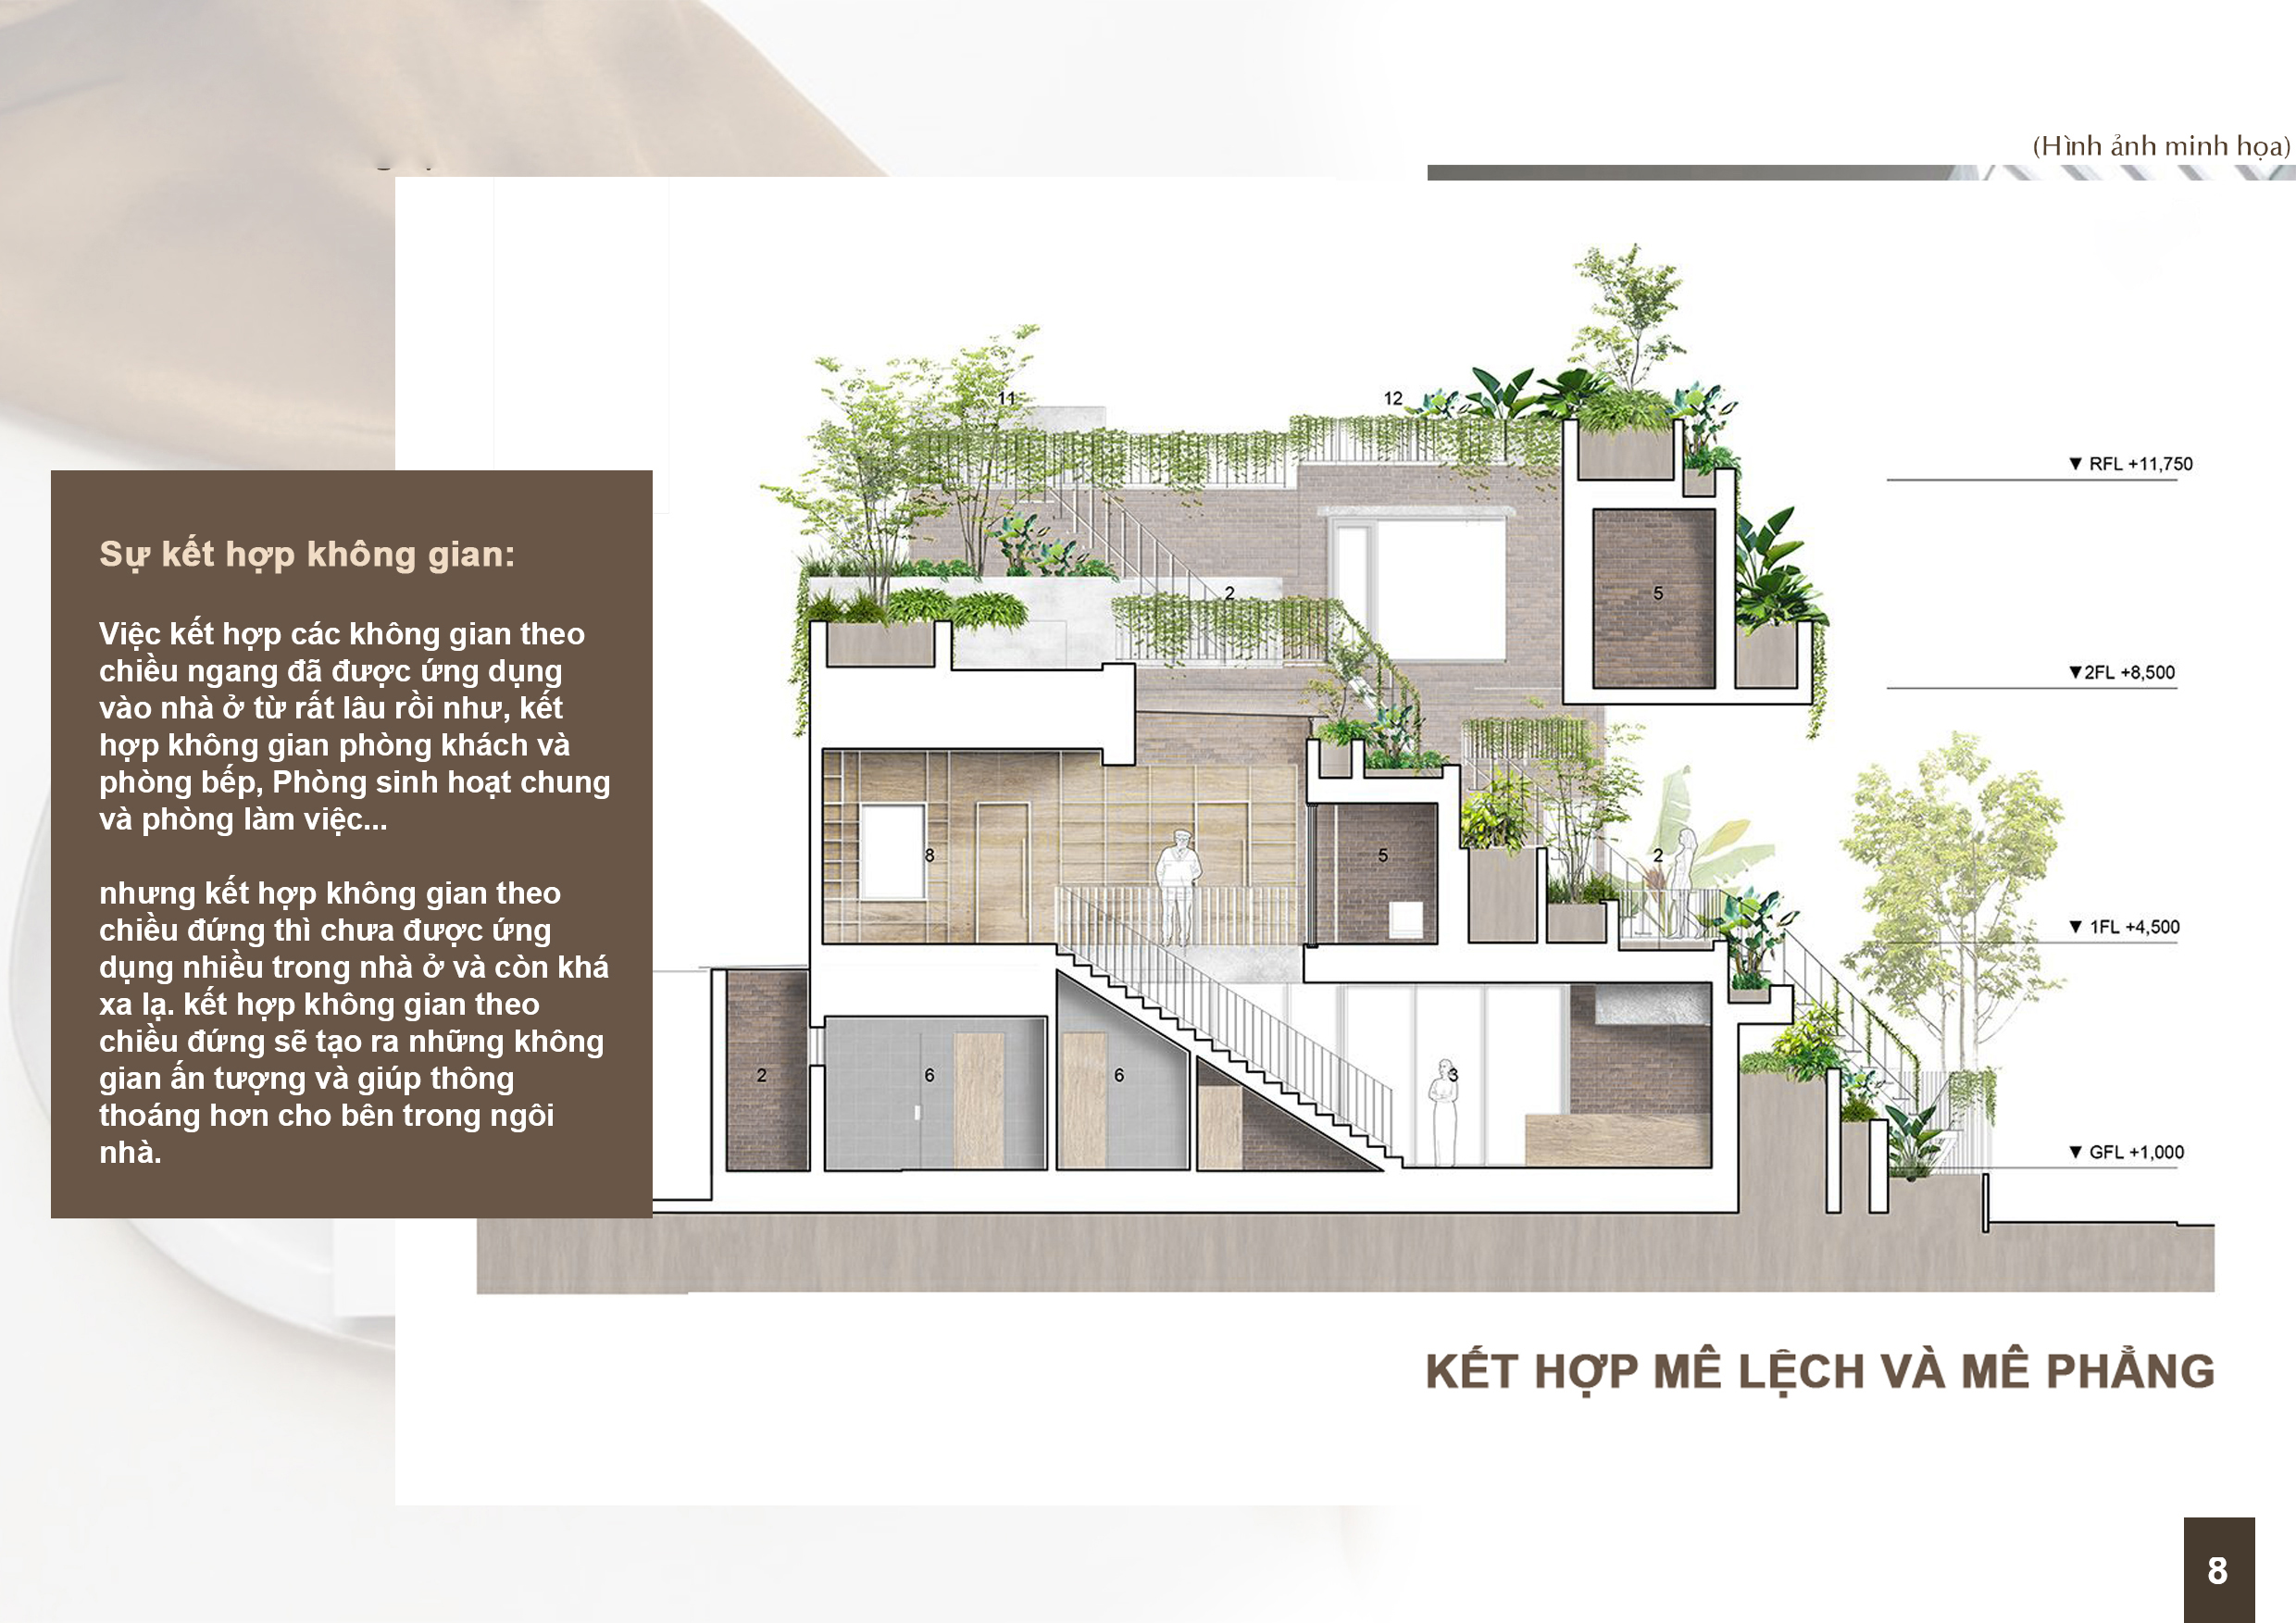 (Hình ảnh minh họa)
11
12
▼ RFL +11,750
Sự kết hợp không gian:
2
5
Việc kết hợp các không gian theo
chiều ngang đã được ứng dụng
vào nhà ở từ rất lâu rồi như, kết
hợp không gian phòng khách và
phòng bếp, Phòng sinh hoạt chung
và phòng làm việc...
▼2FL +8,500
8
5
2
nhưng kết hợp không gian theo
chiều đứng thì chưa được ứng
dụng nhiều trong nhà ở và còn khá
xa lạ. kết hợp không gian theo
chiều đứng sẽ tạo ra những không
gian ấn tượng và giúp thông
thoáng hơn cho bên trong ngôi
nhà.
▼ 1FL +4,500
2
6
6
3
▼ GFL +1,000
KẾT HỢP MÊ LỆCH VÀ MÊ PHẲNG
8